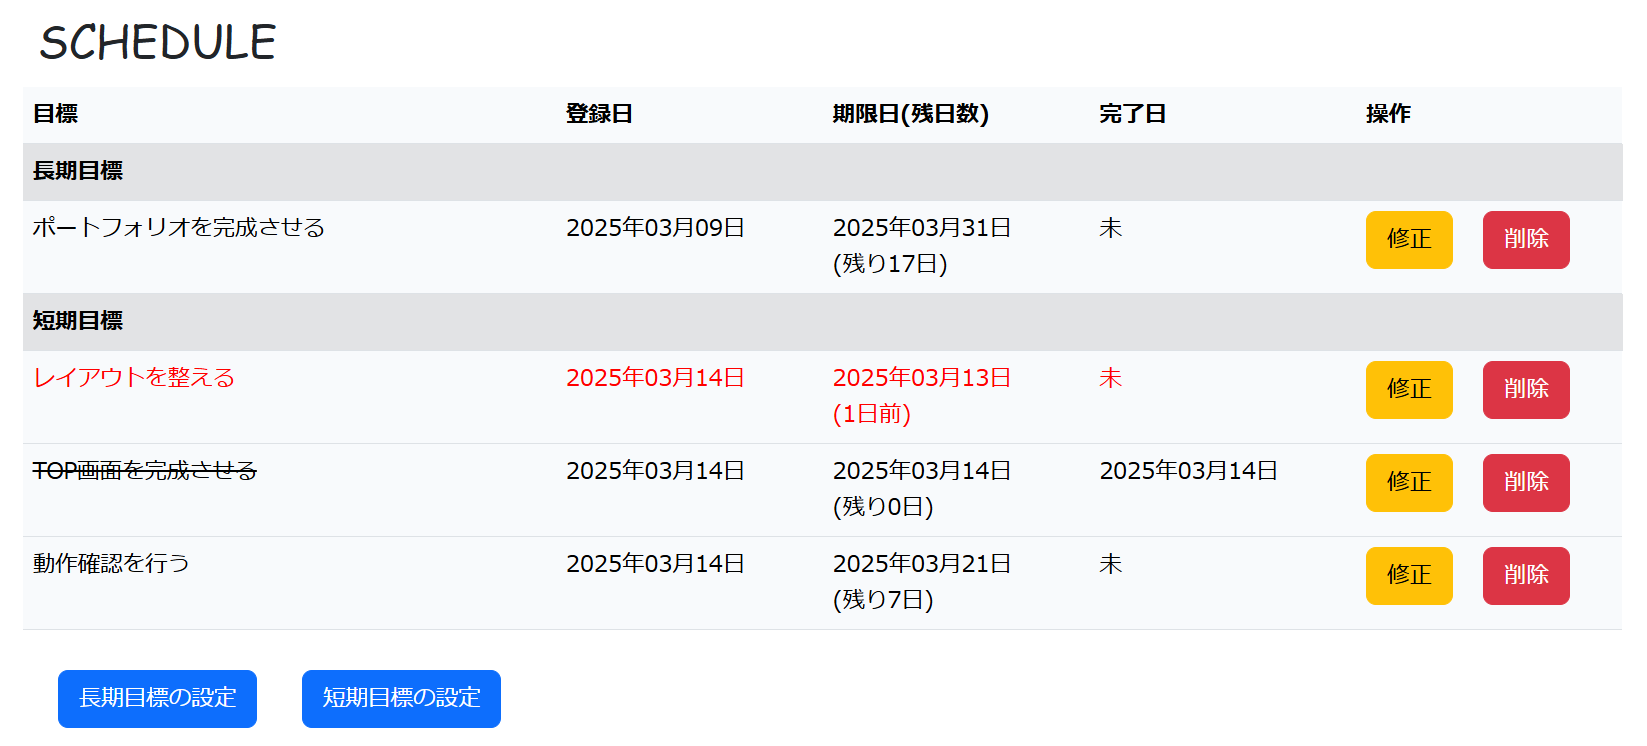 SCHEDULE
目標 登録日 期限日(残日数) 完了日 操作
長期目標
ポートフォリオを完成させる 2025年03月09日 2025年03月31日 未 修正 削除
(残り17日)
短期目標
レイアウトを整える 2025年03月14日 2025年03月13日 未 修正 削除
(1日前)
TOP画面を完成させる 2025年03月14日 2025年03月14日 2025年03月14日 修正 削除
(残り0日)
動作確認を行う 2025年03月14日 2025年03月21日 未 修正 削除
(残り7日)
長期目標の設定 短期目標の設定